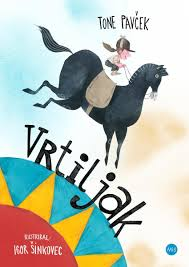 TONE PAVČEK
Vrtiljak
ILUSTRIRAL
IGOR ŠINKOVEC
MK